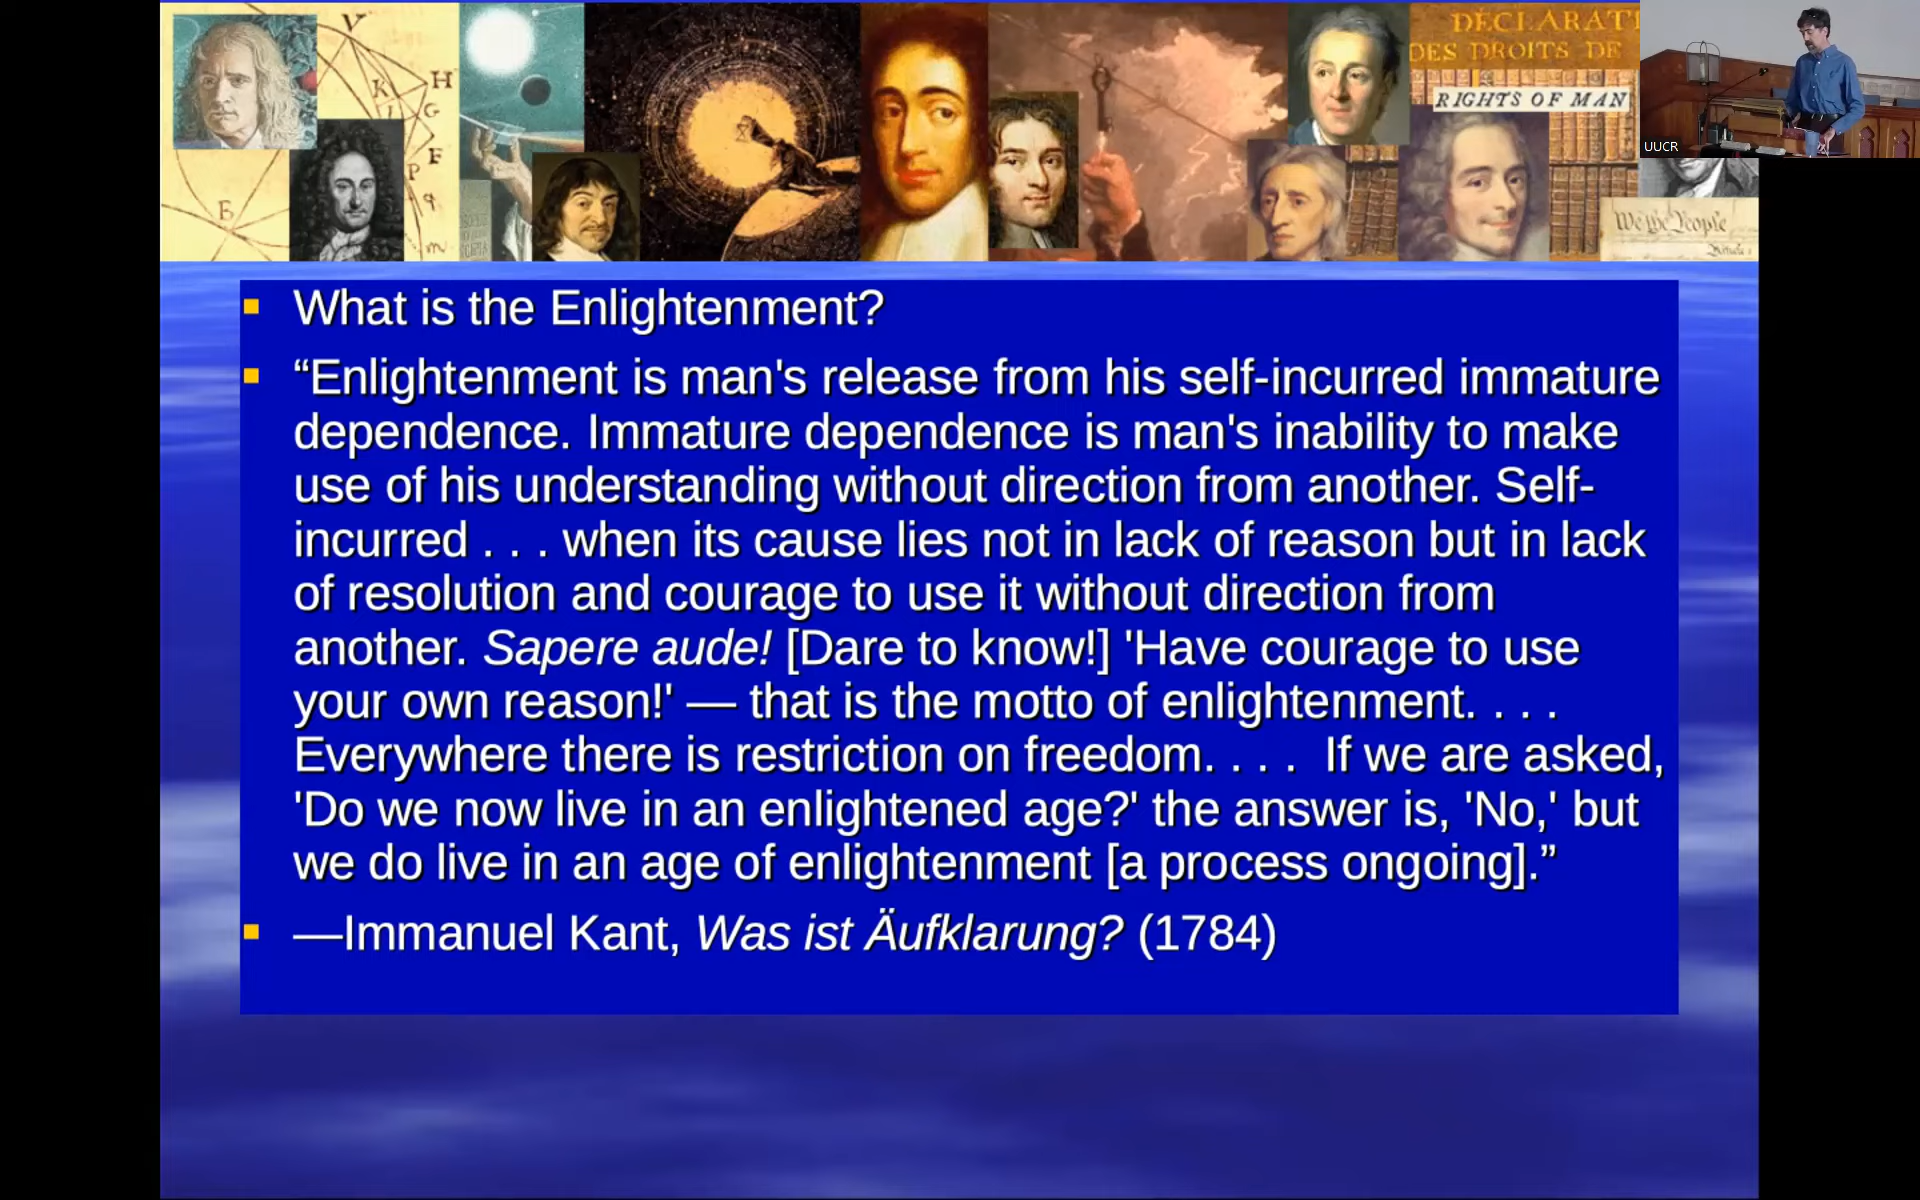 V
H
K
G
L
F
P
B
DÉCLARATI
DES DROITS DE
RIGHTS OF MAN
UUCR
We the People
What is the Enlightenment?
“Enlightenment is man's release from his self-incurred immature
dependence. Immature dependence is man's inability to make
use of his understanding without direction from another. Self-
incurred . . . when its cause lies not in lack of reason but in lack
of resolution and courage to use it without direction from
another. Sapere aude! [Dare to know!] 'Have courage to use
your own reason!' — that is the motto of enlightenment. . . .
Everywhere there is restriction on freedom. . . .  If we are asked,
'Do we now live in an enlightened age?' the answer is, 'No,' but
we do live in an age of enlightenment [a process ongoing].”
—Immanuel Kant, Was ist Äufklarung? (1784)